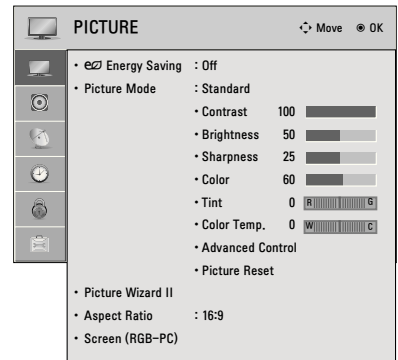 PICTURE Move OK
• Energy Saving : Off
• Picture Mode : Standard
• Contrast 100
• Brightness 50
• Sharpness 25
• Color 60
• Tint 0 R G
• Color Temp. 0 W C
• Advanced Control
• Picture Reset
• Picture Wizard II
• Aspect Ratio : 16:9
• Screen (RGB-PC)